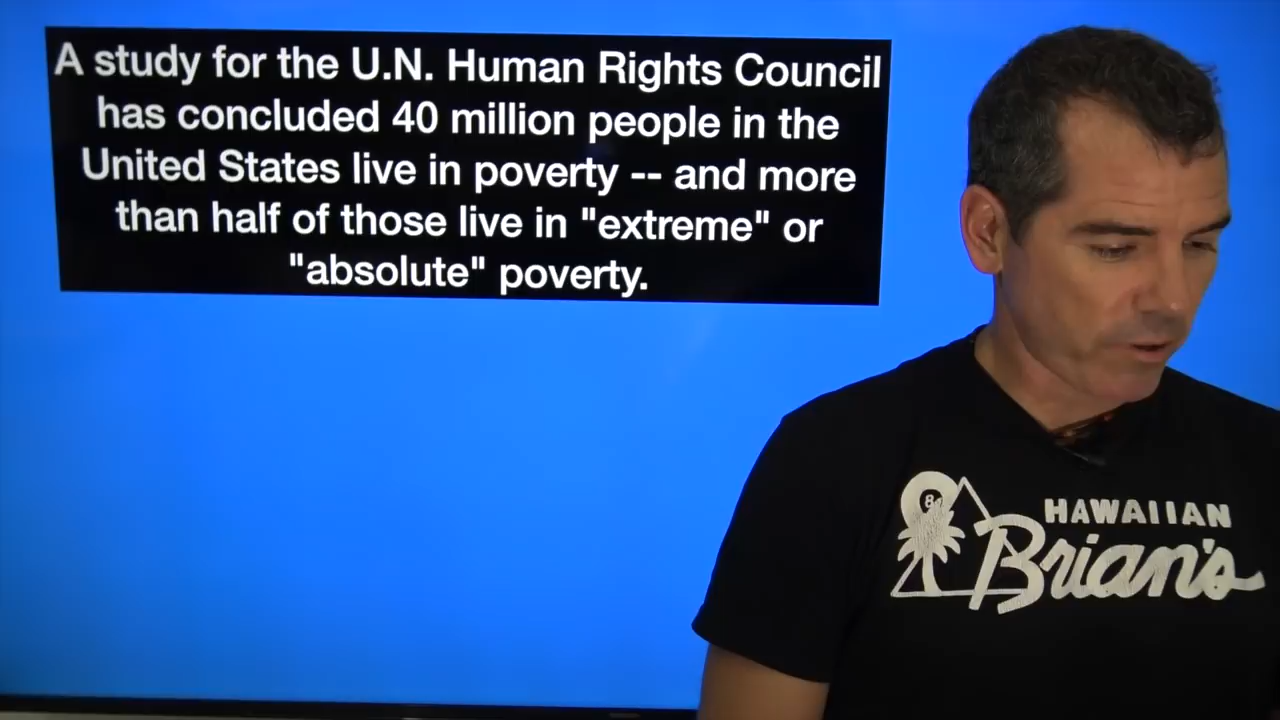 A study for the U.N. Human Rights Council
has concluded 40 million people in the
United States live in poverty -- and more
than half of those live in "extreme" or
"absolute" poverty.
8
HAWAIIAN
Brian's